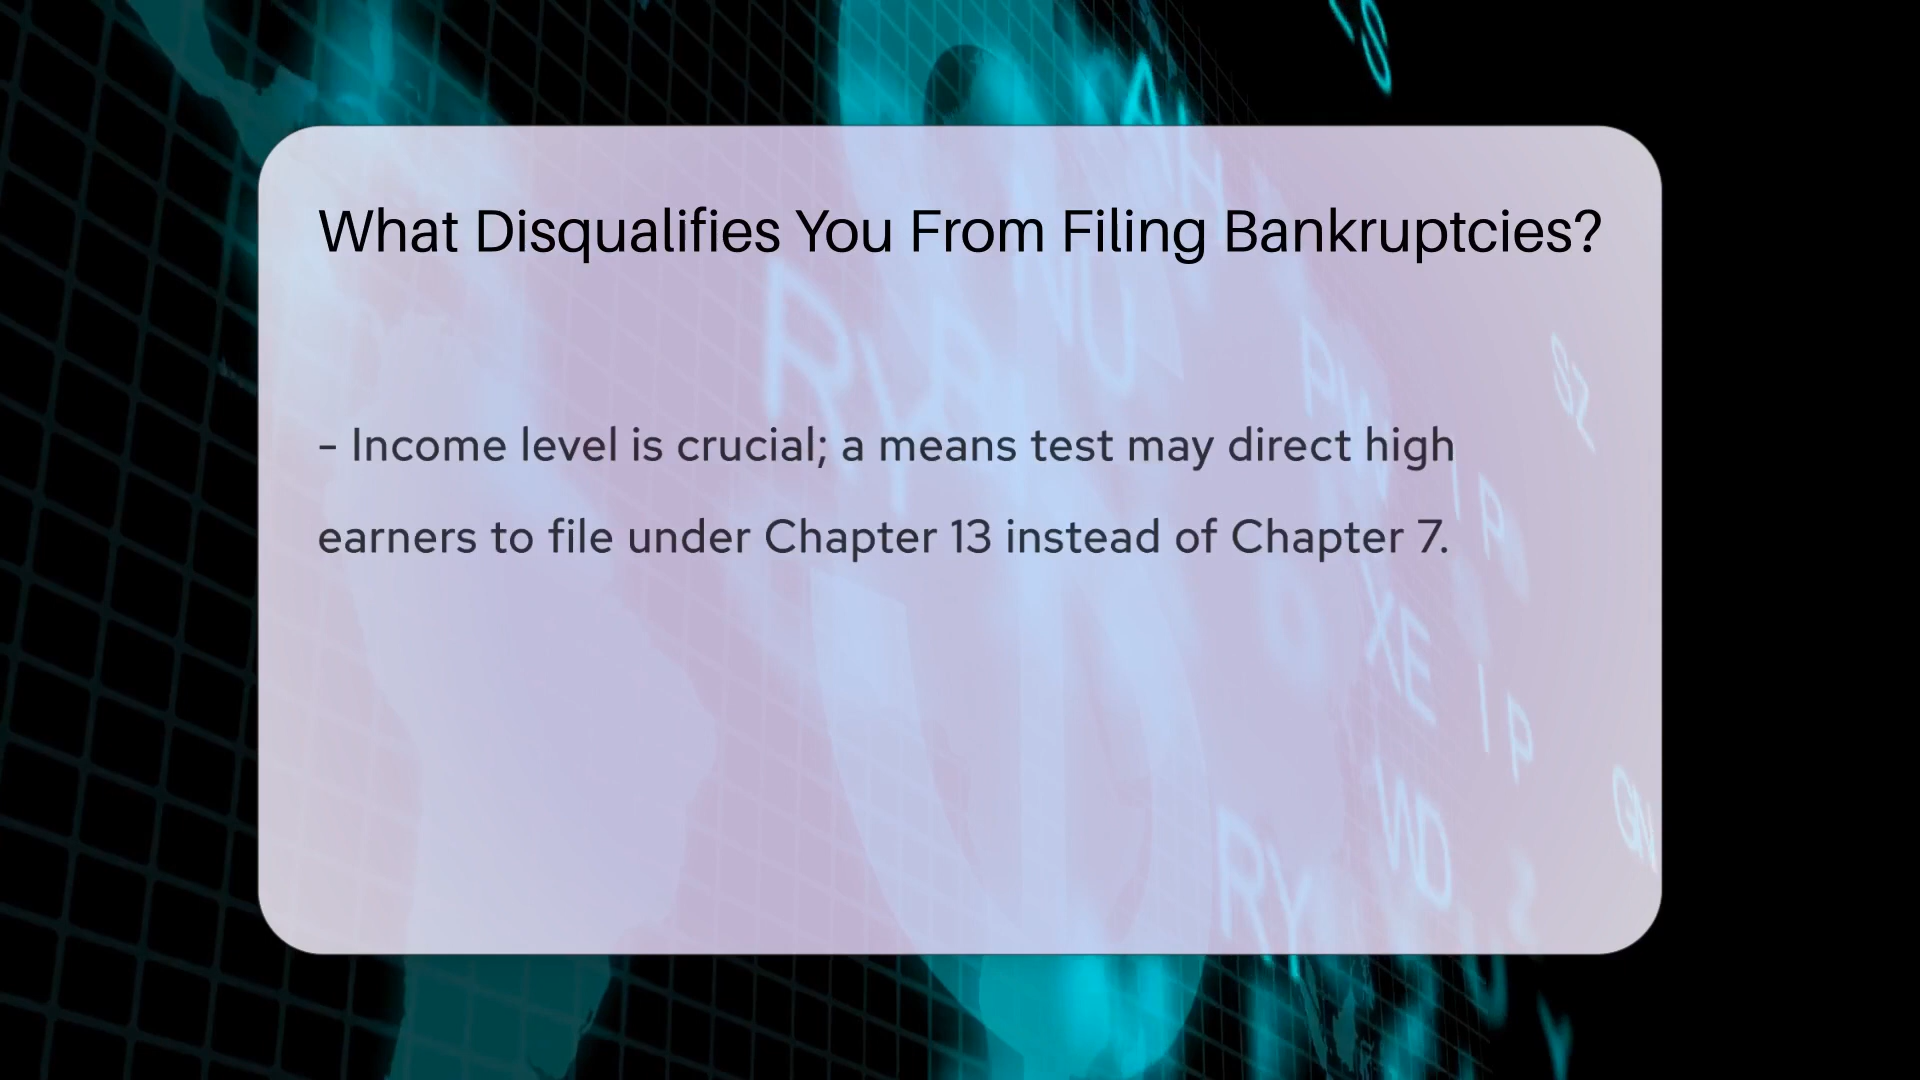 What Disqualifies You From Filing Bankruptcies?
- Income level is crucial; a means test may direct high
earners to file under Chapter 13 instead of Chapter 7.